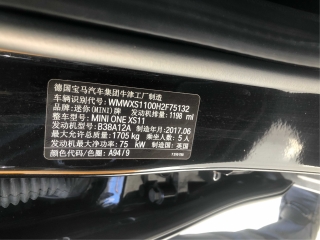 德国宝马汽车集团牛津工厂制造
车辆识别代号: WMWXS1100H2F75132
品牌: 迷你(MINI)牌 发动机排量: 1198 ml
整车型号: MINI ONE XS11
发动机型号: B38A12A 制造年月: 2017.06
最大允许总质量: 1705 kg 乘坐人数: 5 人
发动机最大净功率: 75 kW 制造国: 英国
颜色代码/色圈: A94/9